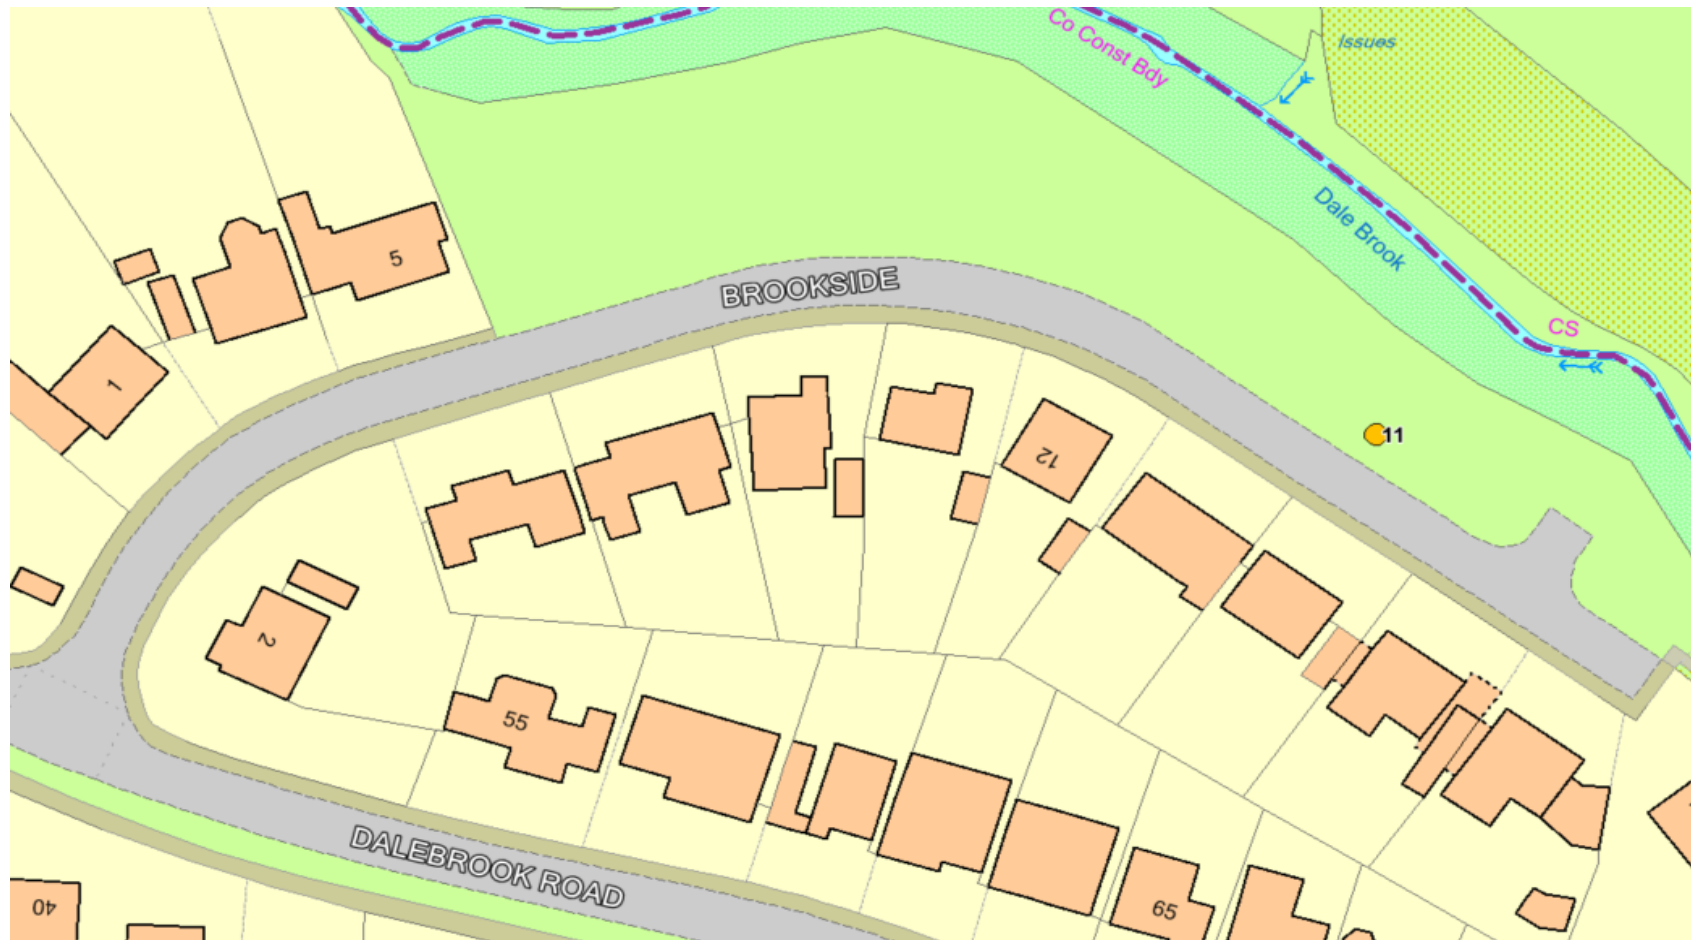 Co Const Bdy
Issues
Dale Brook
5
BROOKSIDE
CS
1
11
12
2
55
DALEBROOK ROAD
40
65